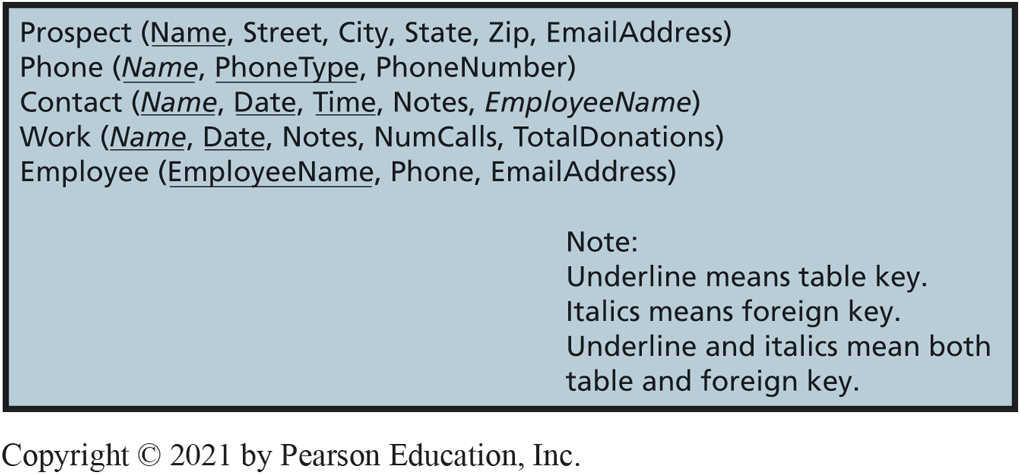 Prospect (Name, Street, City, State, Zip, EmailAddress)
Phone (Name, PhoneType, PhoneNumber)
Contact (Name, Date, Time, Notes, EmployeeName)
Work (Name, Date, Notes, NumCalls, TotalDonations)
Employee (EmployeeName, Phone, EmailAddress)
Note:
Underline means table key.
Italics means foreign key.
Underline and italics mean both
table and foreign key.
Copyright © 2021 by Pearson Education, Inc.